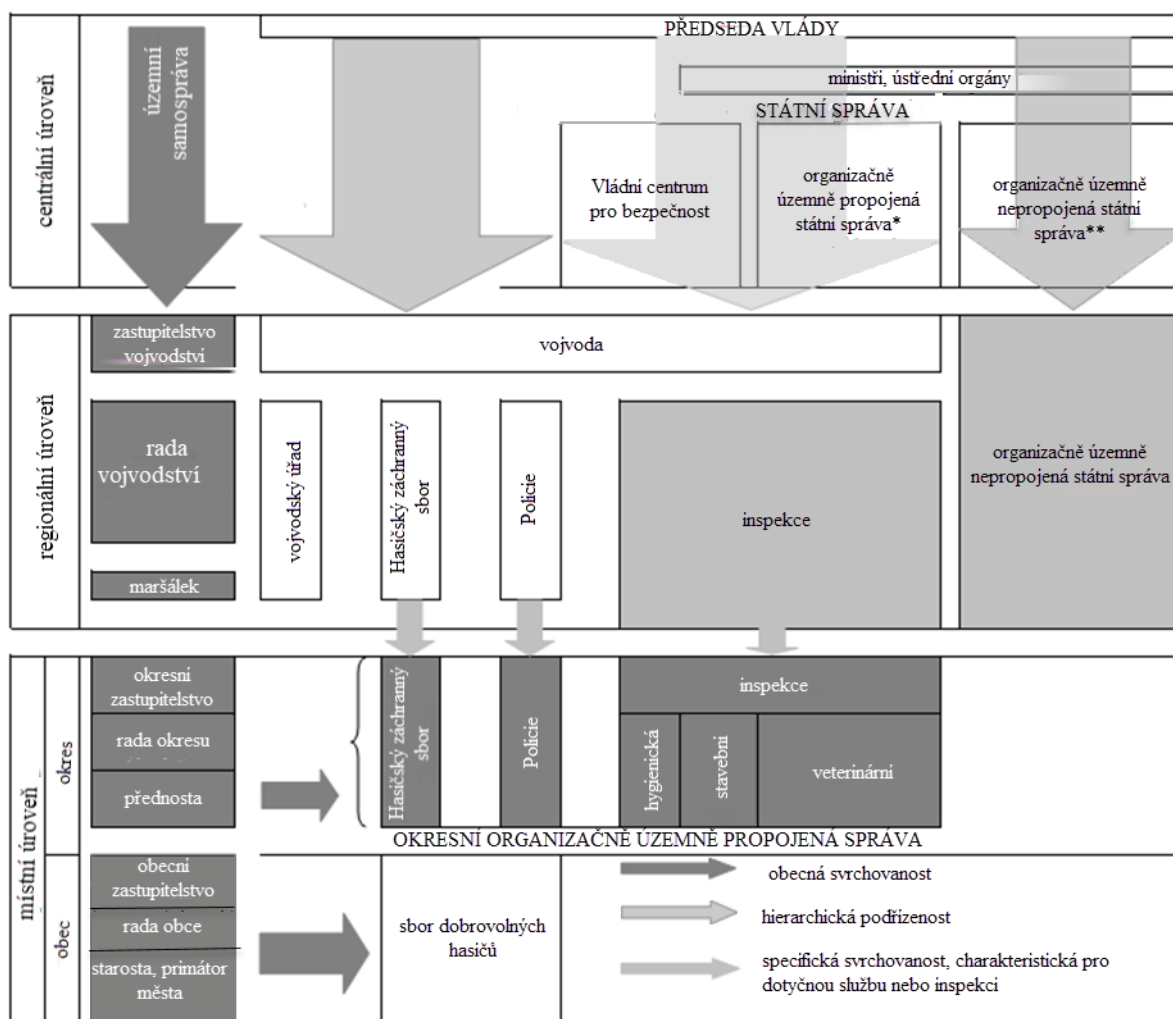 PŘEDSEDA VLÁDY
ministři, ústřední orgány
STÁTNÍ SPRÁVA
centrální úroveň
územní
samospráva
Vládní centrum
pro bezpečnost
organizačně
územně propojená
státní správa*
organizačně územně
nepropojená státní
správa**
regionální úroveň
zastupitelstvo
vojvodství
vojvoda
rada
vojvodství
maršálek
vojvodský úřad
Hasičský záchranný
sbor
Policie
inspekce
organizačně územně
nepropojená státní správa
místní úroveň
okres
okresní
zastupitelstvo
rada okresu
přednosta
Hasičský záchranný
sbor
Policie
inspekce
hygienická
stavební
veterinární
OKRESNÍ ORGANIZAČNĚ ÚZEMNĚ PROPOJENÁ SPRÁVA
obec
obecní
zastupitelstvo
rada obce
starosta, primátor
města
sbor dobrovolných
hasičů
obecná svrchovanost
hierarchická podřízenost
specifická svrchovanost, charakteristická pro
dotyčnou službu nebo inspekci